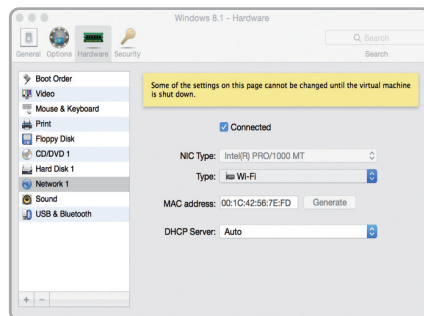 Windows 8.1 - Hardware
General Options Hardware Security
Search
Search
Boot Order
Video
Mouse & Keyboard
Print
Floppy Disk
CD/DVD 1
Hard Disk 1
Network 1
Sound
USB & Bluetooth
Some of the settings on this page cannot be changed until the virtual machine
is shut down.
Connected
NIC Type: Intel(R) PRO/1000 MT
Type: Wi-Fi
MAC address: 00:1C:42:56:7E:FD Generate
DHCP Server: Auto
+ -